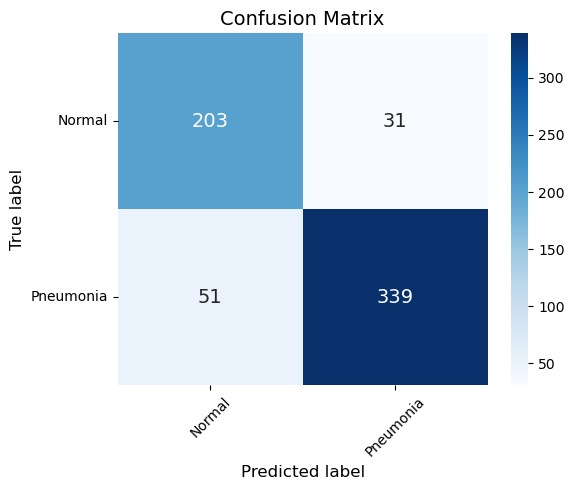 Confusion Matrix
True label
Normal
203
31
Pneumonia
51
339
Normal
Pneumonia
Predicted label
300
250
200
150
100
50